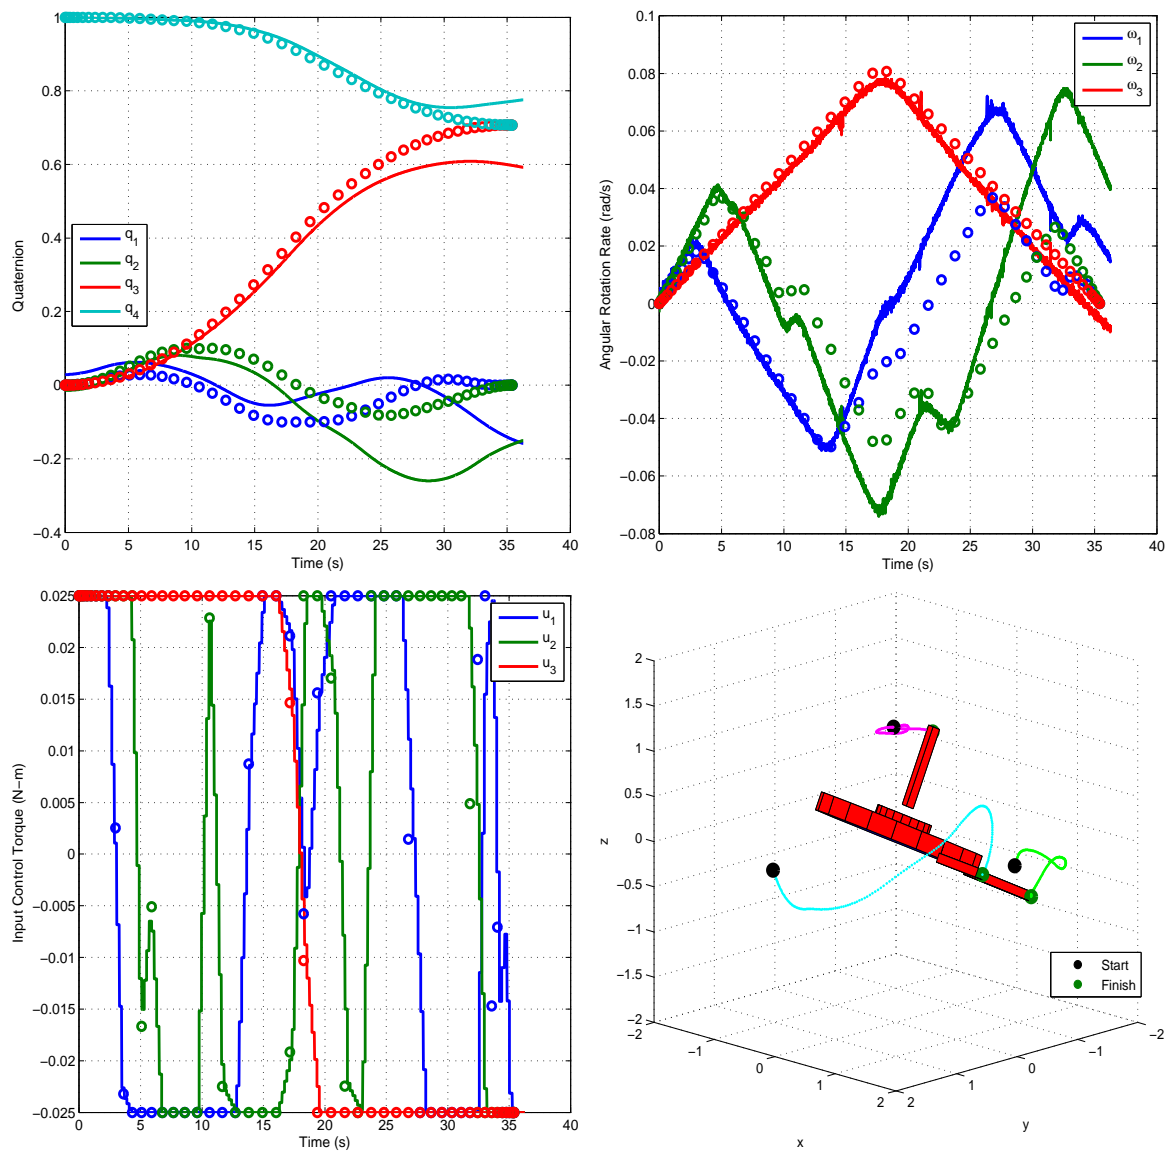 1
0.8
0.6
0.4
0.2
0
−0.2
−0.4
0 5 10 15 20 25 30 35 40
Time (s)
Quaternion
q1
q2
q3
q4
0.1
0.08
0.06
0.04
0.02
0
−0.02
−0.04
−0.06
−0.08
0 5 10 15 20 25 30 35 40
Time (s)
Angular Rotation Rate (rad/s)
ω1
ω2
ω3
0.025
0.02
0.015
0.01
0.005
0
−0.005
−0.01
−0.015
−0.02
−0.025
0 5 10 15 20 25 30 35 40
Time (s)
Input Control Torque (N−m)
u1
u2
u3
2
1.5
1
0.5
0
−0.5
−1
−1.5
−2
z
−2
−1
0
1
2
x
2
1
0
−1
−2
y
Start
Finish